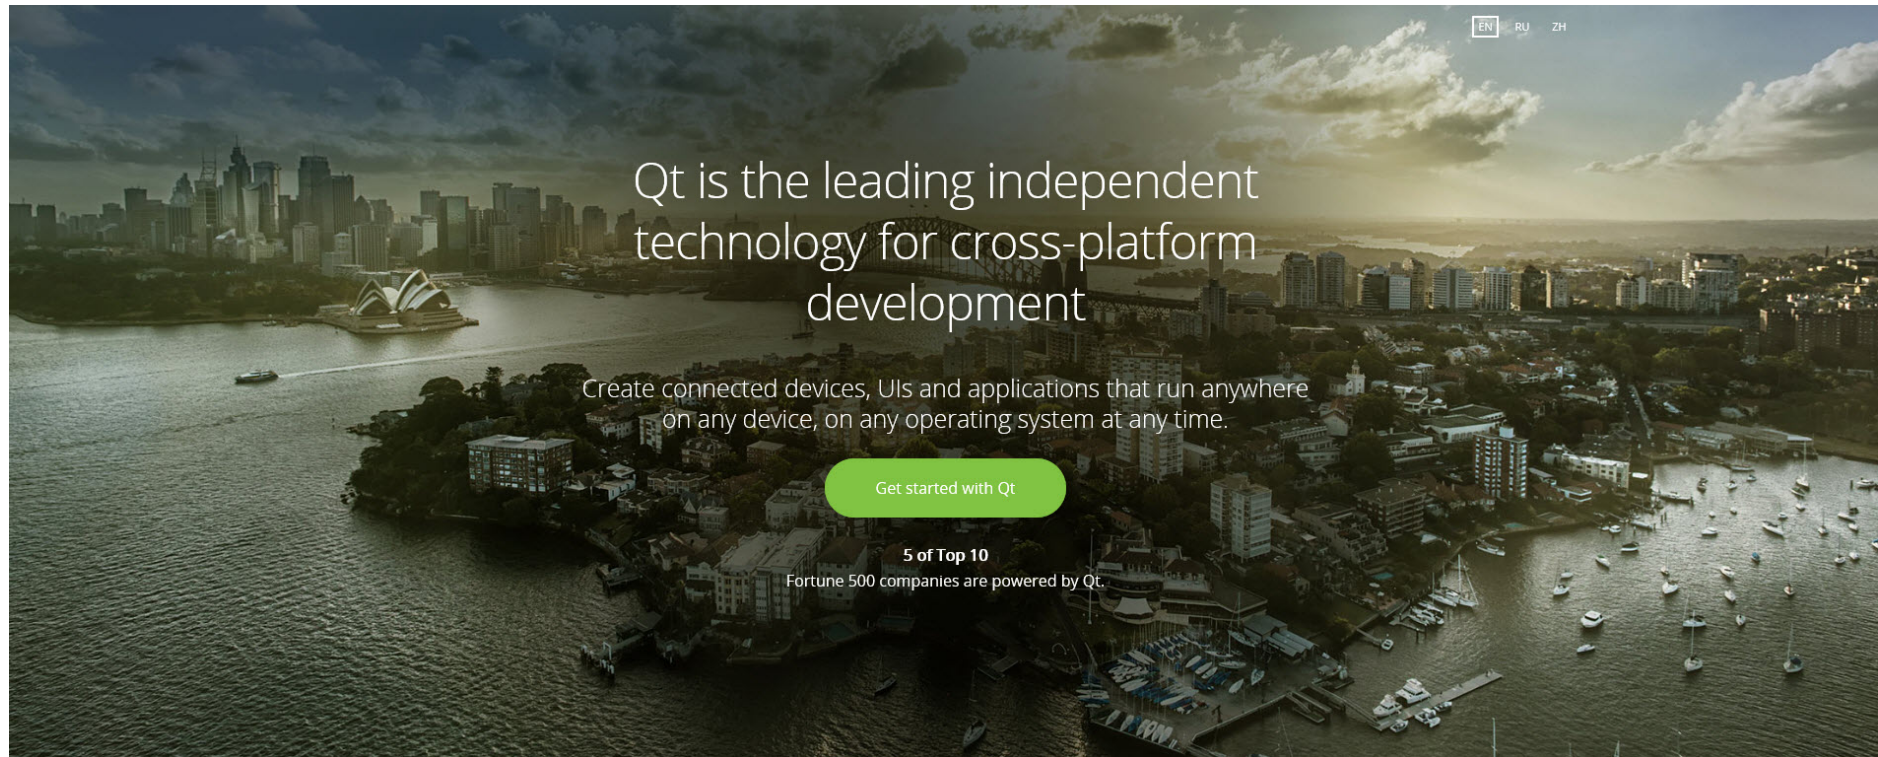 EN RU ZH
Qt is the leading independent
technology for cross-platform
development
Create connected devices, UIs and applications that run anywhere
on any device, on any operating system at any time.
Get started with Qt
5 of Top 10
Fortune 500 companies are powered by Qt.